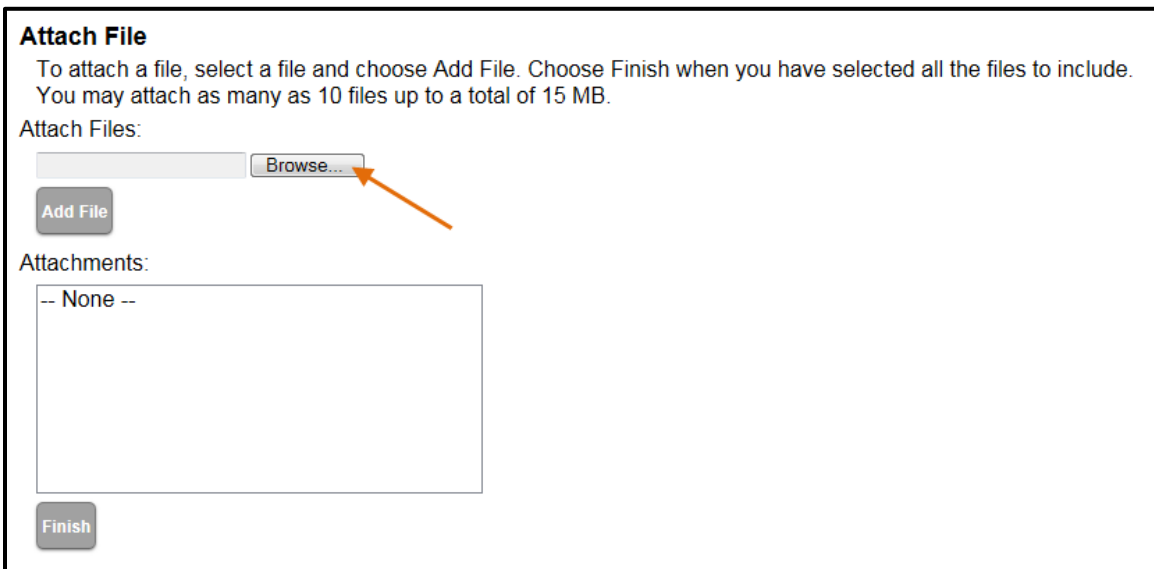 Attach File
To attach a file, select a file and choose Add File. Choose Finish when you have selected all the files to include.
You may attach as many as 10 files up to a total of 15 MB.
Attach Files:
Browse...
Add File
Attachments:
-- None --
Finish